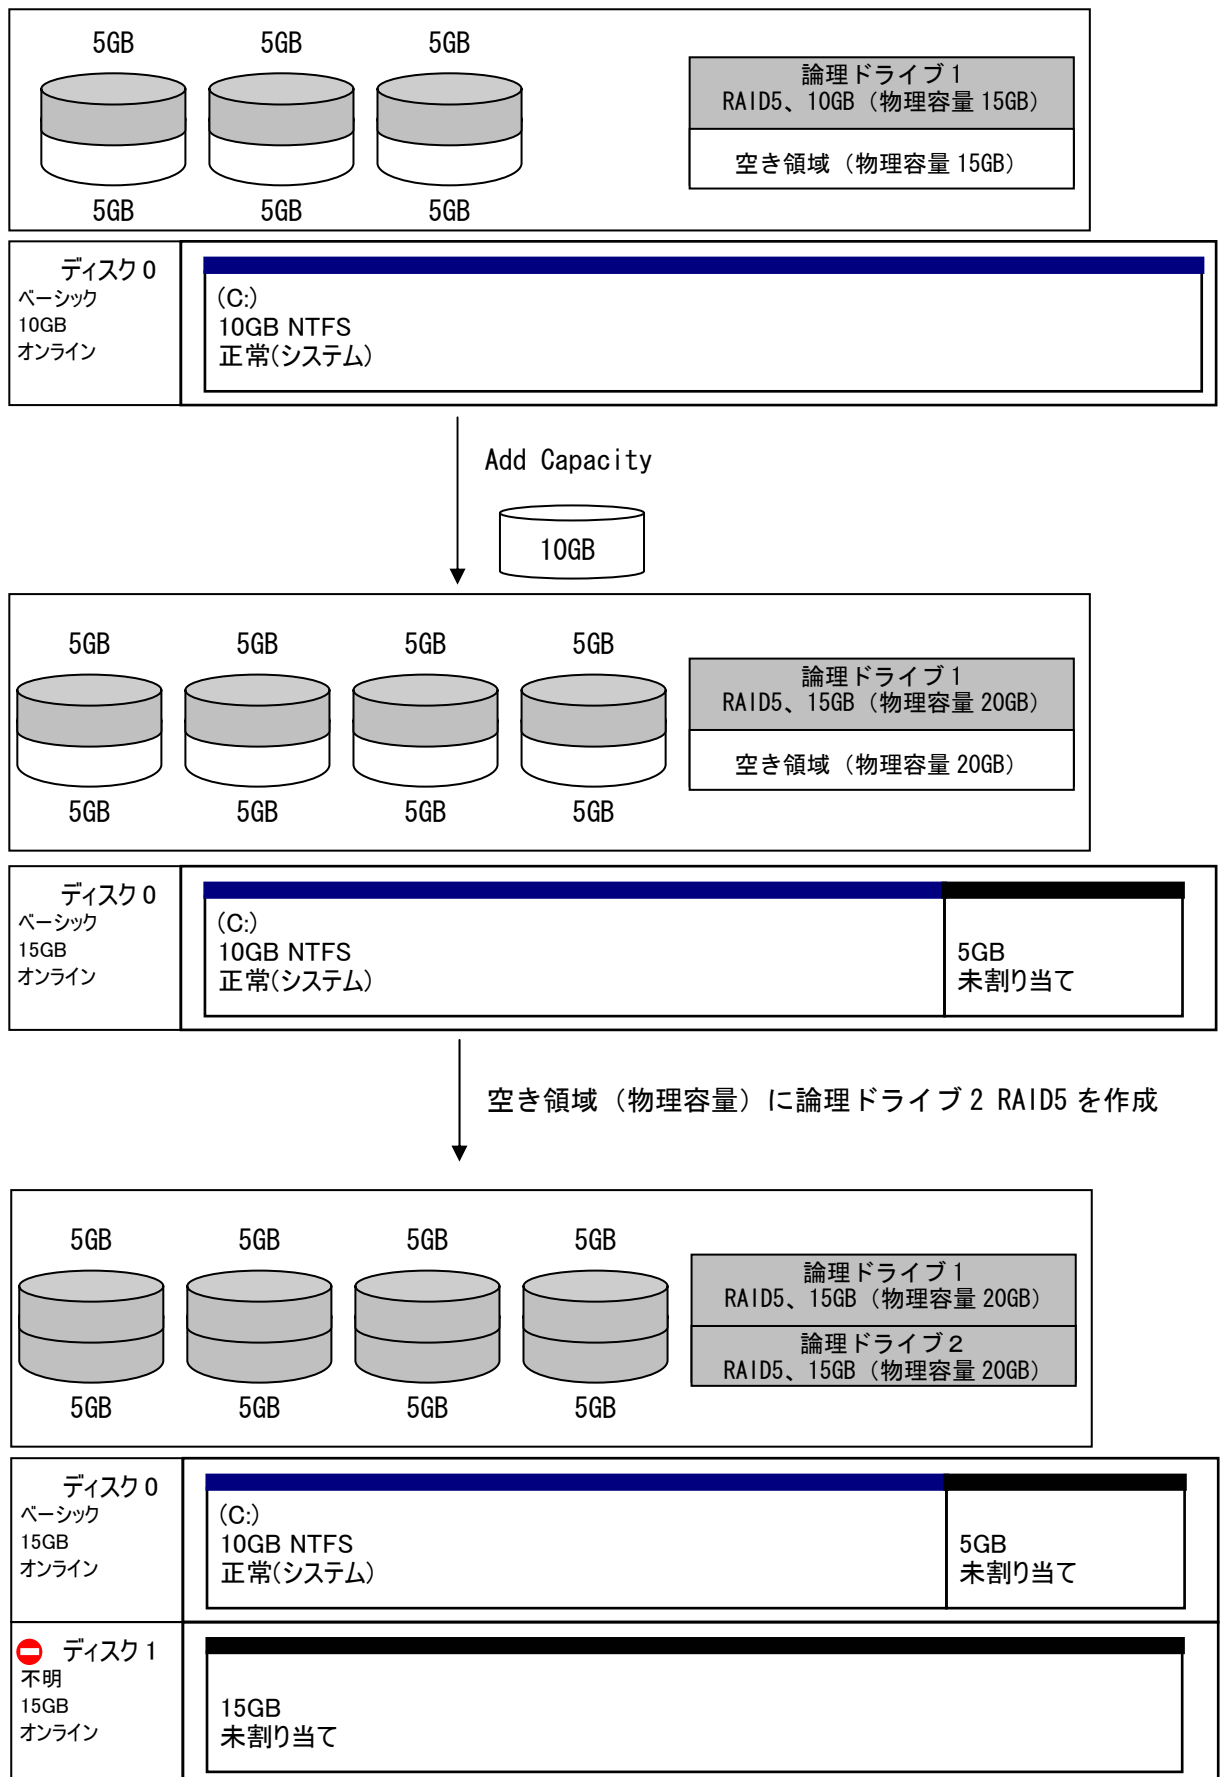 5GB 5GB 5GB
論理ドライブ1
RAID5、10GB（物理容量 15GB）
空き領域（物理容量 15GB）
5GB 5GB 5GB
ディスク 0
ベーシック
10GB
オンライン
(C:)
10GB NTFS
正常(システム)
Add Capacity
10GB
5GB 5GB 5GB 5GB
論理ドライブ1
RAID5、15GB（物理容量 20GB）
空き領域（物理容量 20GB）
5GB 5GB 5GB 5GB
ディスク 0
ベーシック
15GB
オンライン
(C:)
10GB NTFS
正常(システム)
5GB
未割り当て
空き領域（物理容量）に論理ドライブ2 RAID5を作成
5GB 5GB 5GB 5GB
論理ドライブ1
RAID5、15GB（物理容量 20GB）
論理ドライブ２
RAID5、15GB（物理容量 20GB）
5GB 5GB 5GB 5GB
ディスク 0
ベーシック
15GB
オンライン
(C:)
10GB NTFS
正常(システム)
5GB
未割り当て
ディスク 1
不明
15GB
オンライン
15GB
未割り当て